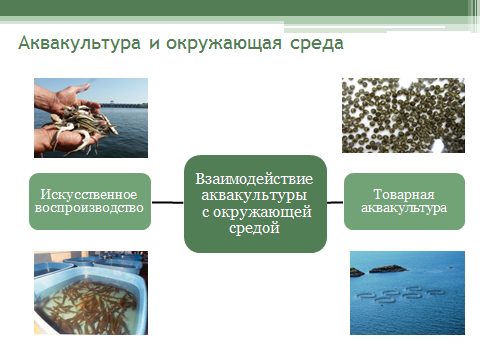 Аквакультура и окружающая среда
Искусственное
воспроизводство
Взаимодействие
аквакультуры
с окружающей
средой
Товарная
аквакультура